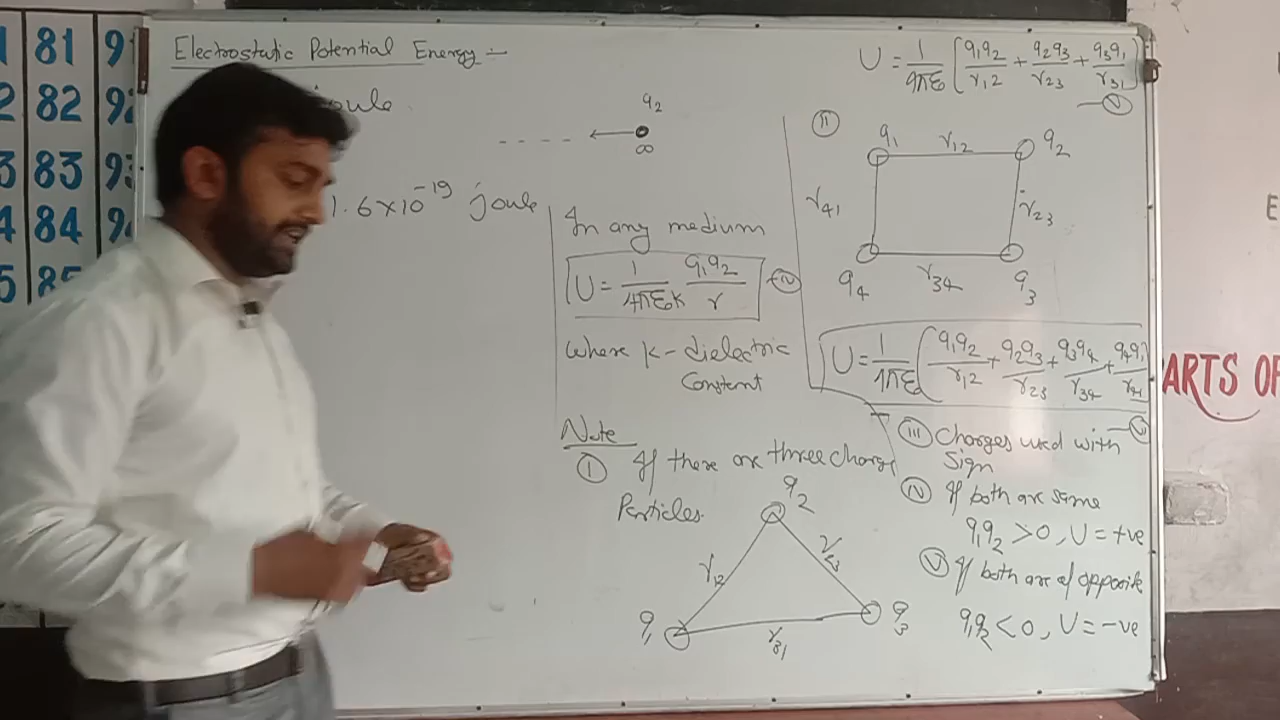 Electrostatic Potential Energy :-
joule
q2
∞
1.6×10^-19 joule
In any medium
U = 1/4πε0k q1q2/r (IV)
Where K - dielectric
Constant
Note
(I) If there are three charge
Particles.
q2
r12
r23
q1
r31
q3
U = 1/4πε0 [q1q2/r12 + q2q3/r23 + q3q1/r31]
(V)
(II)
q1 r12 q2
r41 r23
q4 r34 q3
U = 1/4πε0 (q1q2/r12 + q2q3/r23 + q3q4/r34 + q4q1/r41
(III) Charges used with
Sign
(IV) If both are same
q1q2 > 0, U = +ve
(V) If both are of opposite
q1q2 < 0, U = -ve
81
82
83
84
85
ARTS OF
E